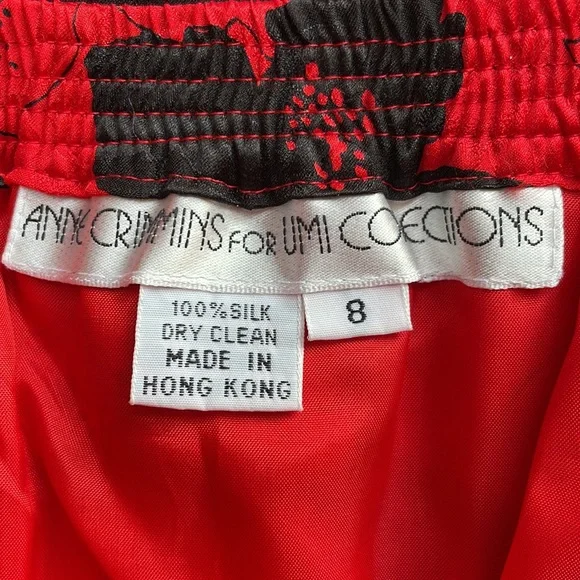 ANNE CRIMMINS FOR UMI COLLECTIONS
100% SILK
DRY CLEAN
MADE IN
HONG KONG
8